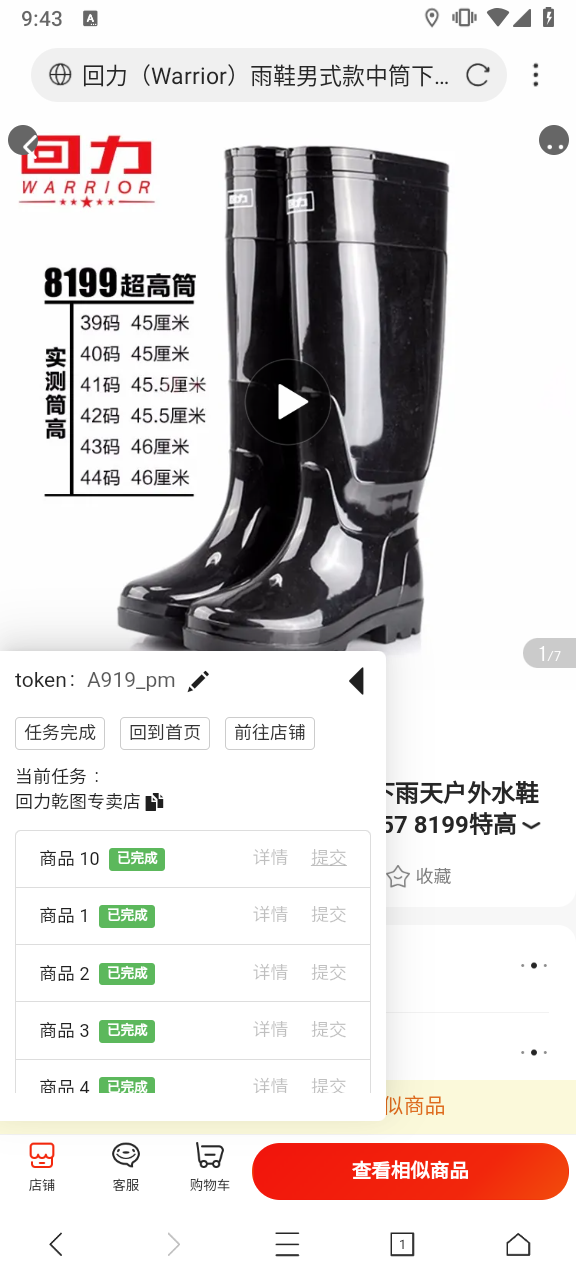 9:43
A
回力（Warrior）雨鞋男式款中筒下...
回力
WARRIOR
回力
回力
8199超高筒
实测筒高
39码 45厘米
40码 45厘米
41码 45.5厘米
42码 45.5厘米
43码 46厘米
44码 46厘米
1/7
token： A919_pm
任务完成 回到首页 前往店铺
当前任务：
回力乾图专卖店
下雨天户外水鞋
57 8199特高
收藏
商品 10 已完成 详情 提交
商品 1 已完成 详情 提交
商品 2 已完成 详情 提交
商品 3 已完成 详情 提交
商品 4 已完成 详情 提交
似商品
店铺 客服 购物车 查看相似商品
1